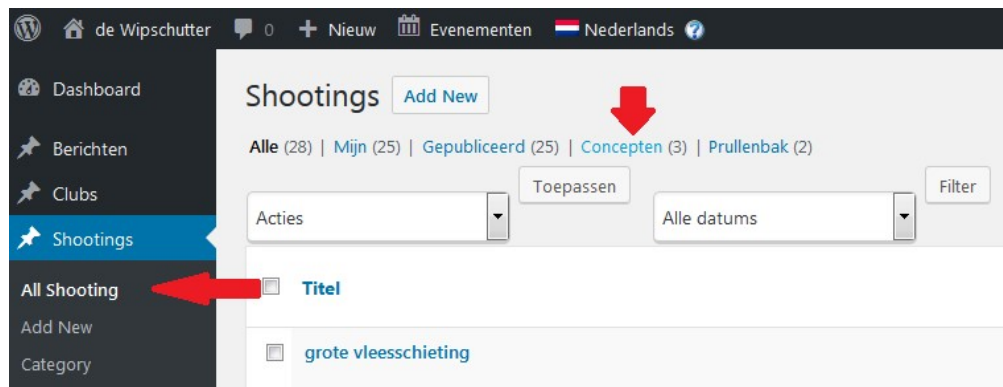 de Wipschutter 0 + Nieuw Evenementen Nederlands ?
Dashboard
Berichten
Clubs
Shootings
All Shooting
Add New
Category
Shootings Add New
Alle (28) | Mijn (25) | Gepubliceerd (25) | Concepten (3) | Prullenbak (2)
Acties Toepassen Alle datums Filter
Titel
grote vleesschieting